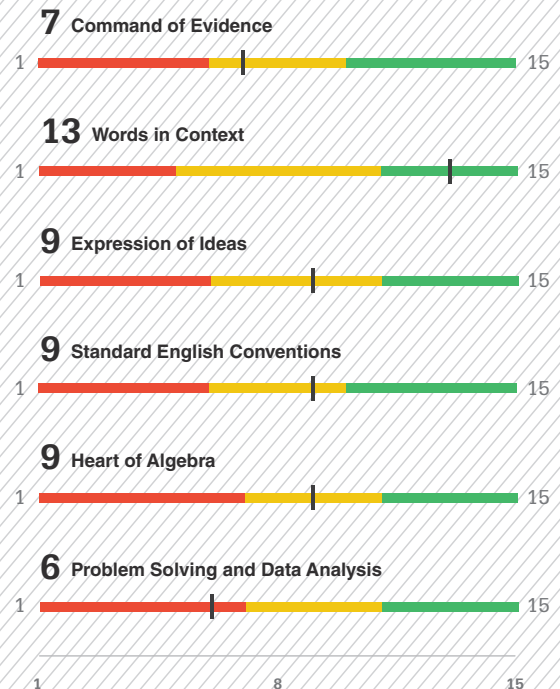 7 Command of Evidence
1 15
13 Words in Context
1 15
9 Expression of Ideas
1 15
9 Standard English Conventions
1 15
9 Heart of Algebra
1 15
6 Problem Solving and Data Analysis
1 15
1 8 15